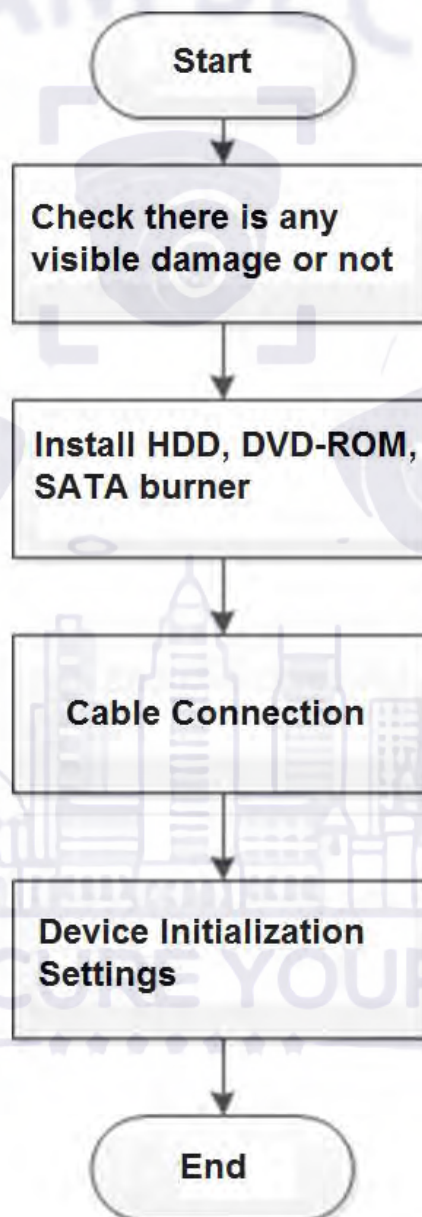 Start
Check there is any
visible damage or not
Install HDD, DVD-ROM,
SATA burner
Cable Connection
Device Initialization
Settings
End